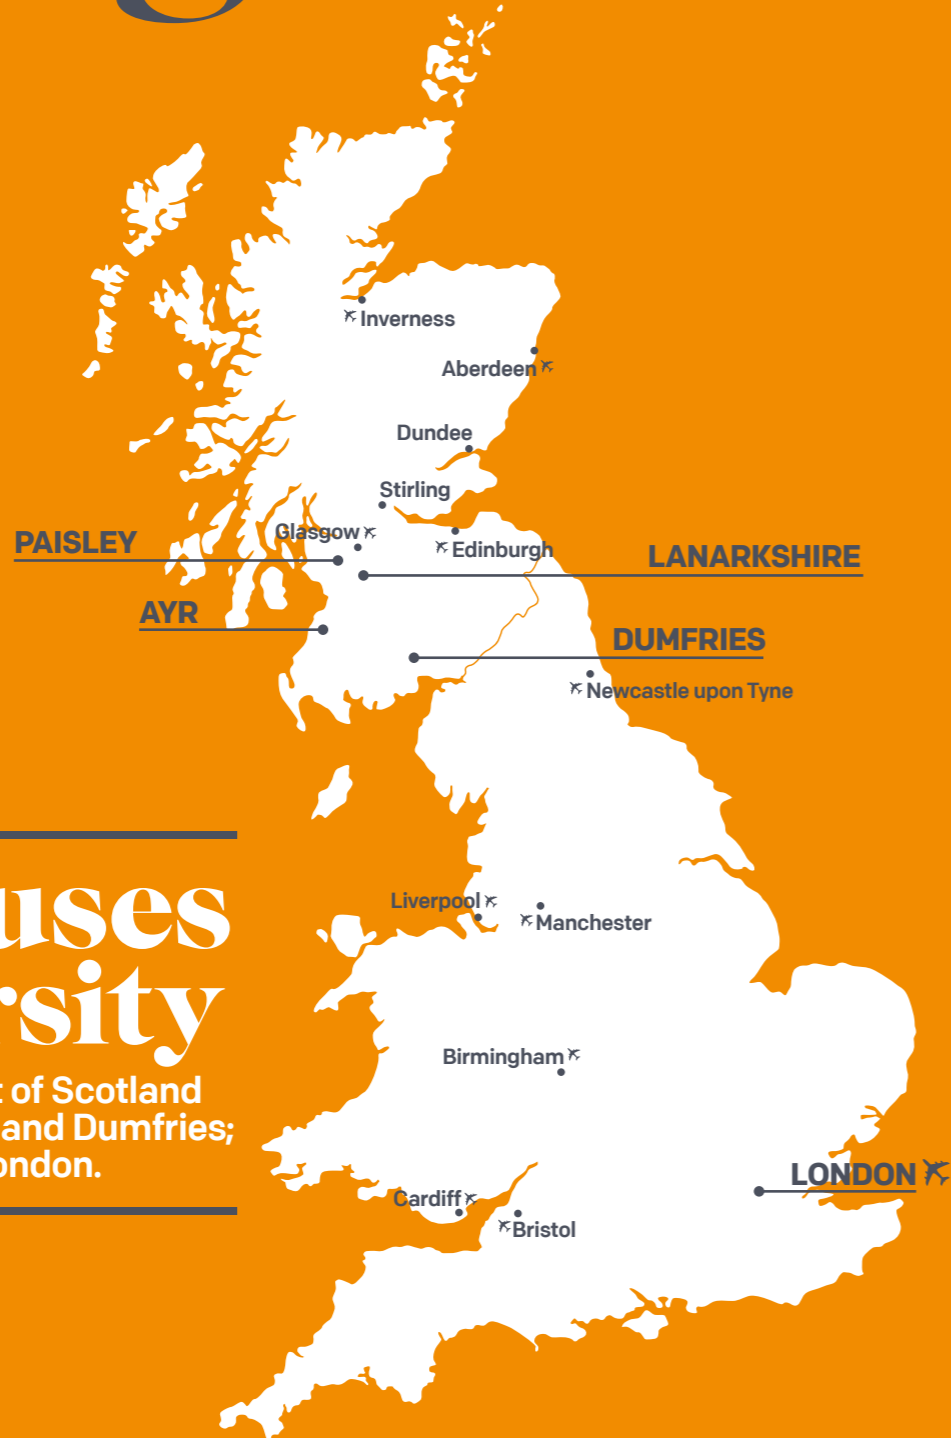 Inverness
Aberdeen
Dundee
Stirling
Glasgow
Edinburgh
PAISLEY
LANARKSHIRE
AYR
DUMFRIES
Newcastle upon Tyne
uses
rsity
of Scotland
and Dumfries;
ondon.
Liverpool
Manchester
Birmingham
LONDON
Cardiff
Bristol